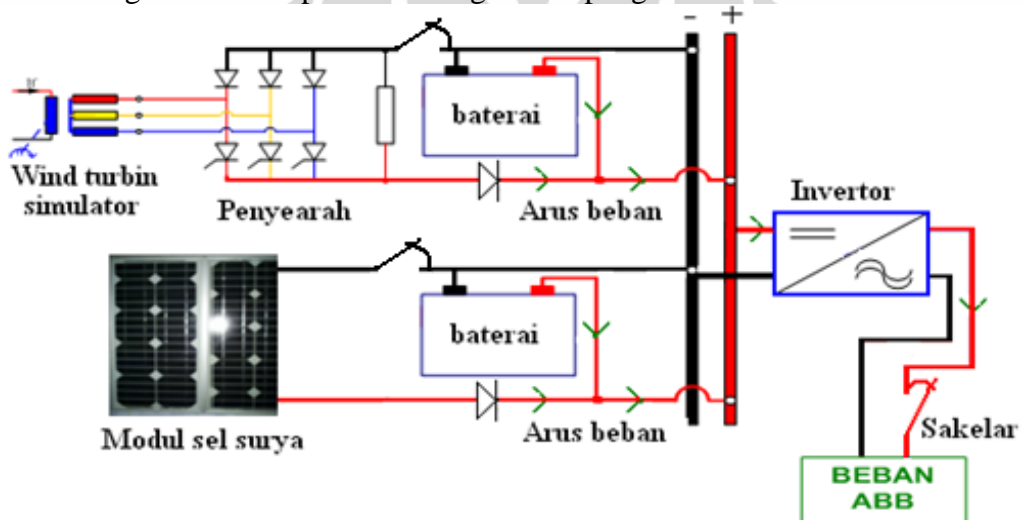 - +
baterai
Wind turbin
simulator
Penyearah
Arus beban
Invertor
baterai
Modul sel surya
Arus beban
Sakelar
BEBAN
ABB